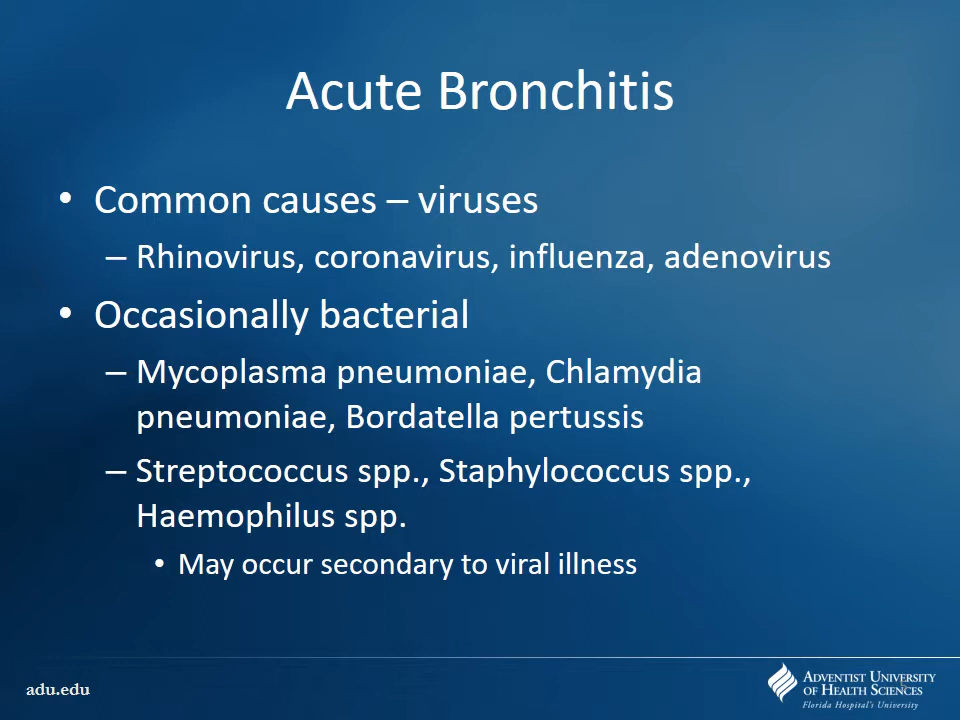 Acute Bronchitis
• Common causes – viruses
– Rhinovirus, coronavirus, influenza, adenovirus
• Occasionally bacterial
– Mycoplasma pneumoniae, Chlamydia
pneumoniae, Bordatella pertussis
– Streptococcus spp., Staphylococcus spp.,
Haemophilus spp.
• May occur secondary to viral illness
adu.edu
ADVENTIST UNIVERSITY
OF HEALTH SCIENCES
Florida Hospital's University